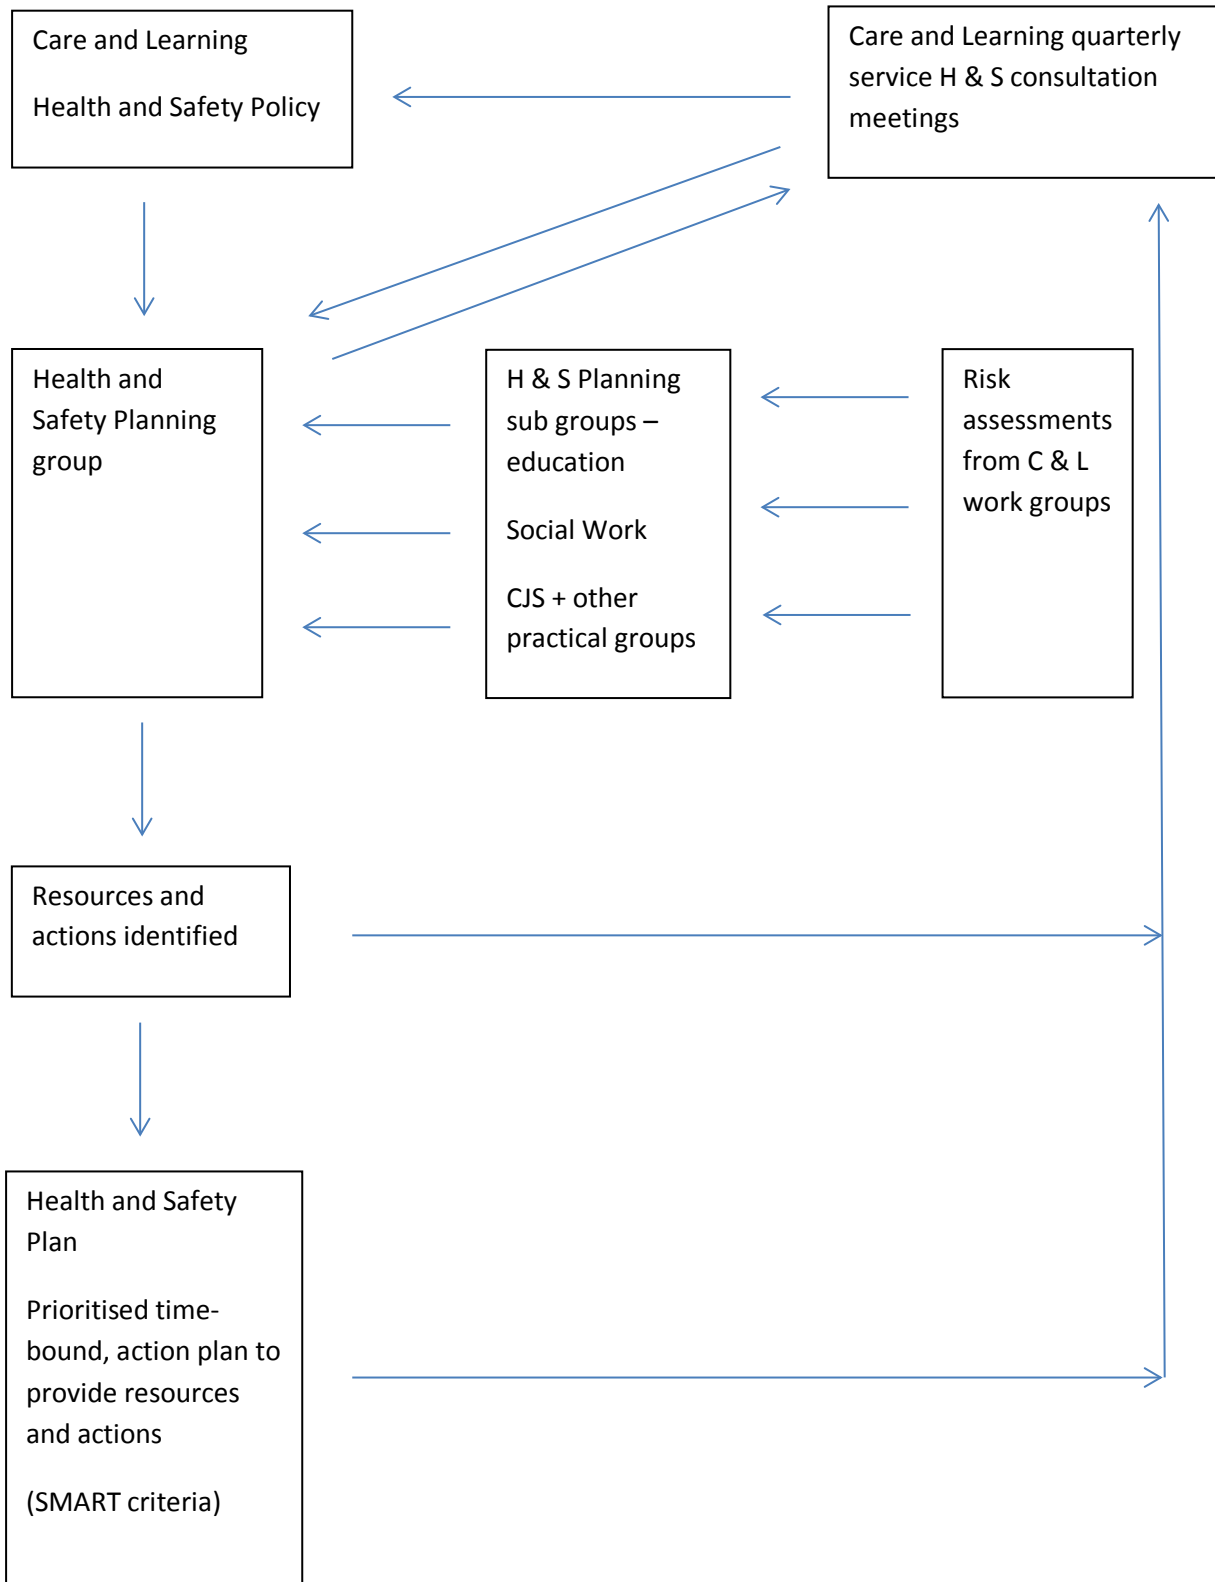 Care and Learning
Health and Safety Policy
Care and Learning quarterly
service H & S consultation
meetings
Health and
Safety Planning
group
H & S Planning
sub groups –
education
Social Work
CJS + other
practical groups
Risk
assessments
from C & L
work groups
Resources and
actions identified
Health and Safety
Plan
Prioritised time-
bound, action plan to
provide resources
and actions
(SMART criteria)